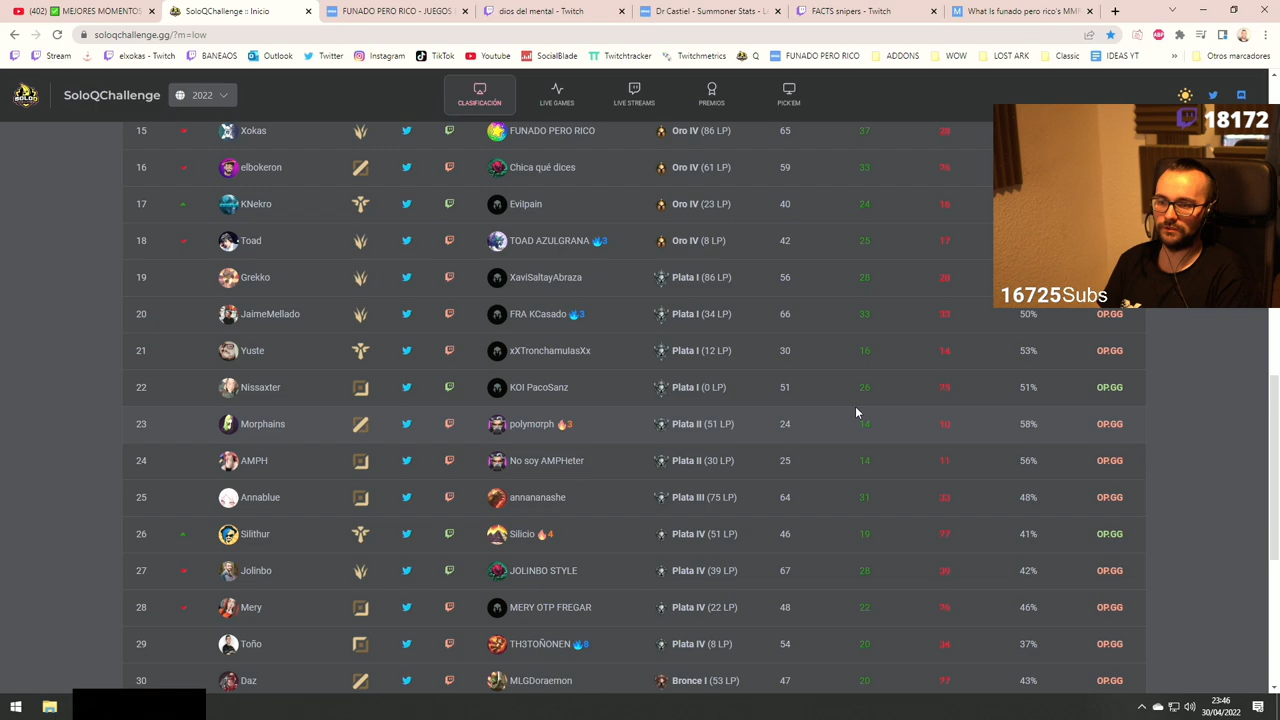 (402) ✅ MEJORES MOMENTOS
SoloQChallenge :: Inicio
FUNADO PERO RICO - JUEGOS
dios del mental - Twitch
Dr Castel - Summoner Stats - L
FACTS snipers - Twitch
What is funado pero rico's MM
soloqchallenge.gg/?m=low
Stream
elxokas - Twitch
BANEAOS
Outlook
Twitter
Instagram
TikTok
Youtube
SocialBlade
Twitchtracker
Twitchmetrics
Q
FUNADO PERO RICO
ADDONS
WOW
LOST ARK
Classic
IDEAS YT
»
Otros marcadores
SoloQChallenge
2022
CLASIFICACIÓN
LIVE GAMES
LIVE STREAMS
PREMIOS
PICK'EM
18172
16725Subs
15 Xokas FUNADO PERO RICO Oro IV (86 LP) 65 37 28
16 elbokeron Chica qué dices Oro IV (61 LP) 59 33 26
17 KNekro Evilpain Oro IV (23 LP) 40 24 16
18 Toad TOAD AZULGRANA 3 Oro IV (8 LP) 42 25 17
19 Grekko XaviSaltayAbraza Plata I (86 LP) 56 28 28
20 JaimeMellado FRA KCasado 3 Plata I (34 LP) 66 33 33 50% OP.GG
21 Yuste xXTronchamulasXx Plata I (12 LP) 30 16 14 53% OP.GG
22 Nissaxter KOI PacoSanz Plata I (0 LP) 51 26 25 51% OP.GG
23 Morphains polymσrph 3 Plata II (51 LP) 24 14 10 58% OP.GG
24 AMPH No soy AMPHeter Plata II (30 LP) 25 14 11 56% OP.GG
25 Annablue annananashe Plata III (75 LP) 64 31 33 48% OP.GG
26 Silithur Silicio 4 Plata IV (51 LP) 46 19 27 41% OP.GG
27 Jolinbo JOLINBO STYLE Plata IV (39 LP) 67 28 39 42% OP.GG
28 Mery MERY OTP FREGAR Plata IV (22 LP) 48 22 26 46% OP.GG
29 Toño TH3TOÑONEN 8 Plata IV (8 LP) 54 20 34 37% OP.GG
30 Daz MLGDoraemon Bronce I (53 LP) 47 20 27 43% OP.GG
23:46
30/04/2022